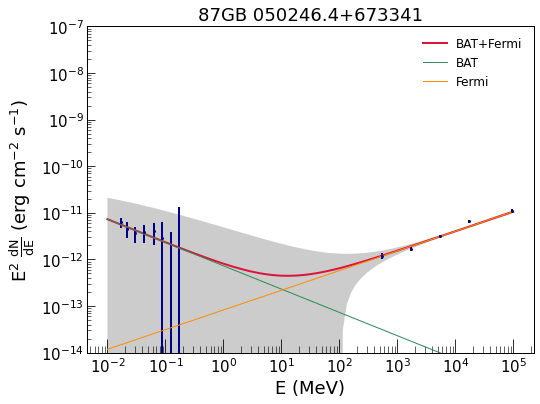 87GB 050246.4+673341
BAT+Fermi
BAT
Fermi
10⁻⁷
10⁻⁸
10⁻⁹
10⁻¹⁰
10⁻¹¹
10⁻¹²
10⁻¹³
10⁻¹⁴
E² dN/dE (erg cm⁻² s⁻¹)
10⁻² 10⁻¹ 10⁰ 10¹ 10² 10³ 10⁴ 10⁵
E (MeV)